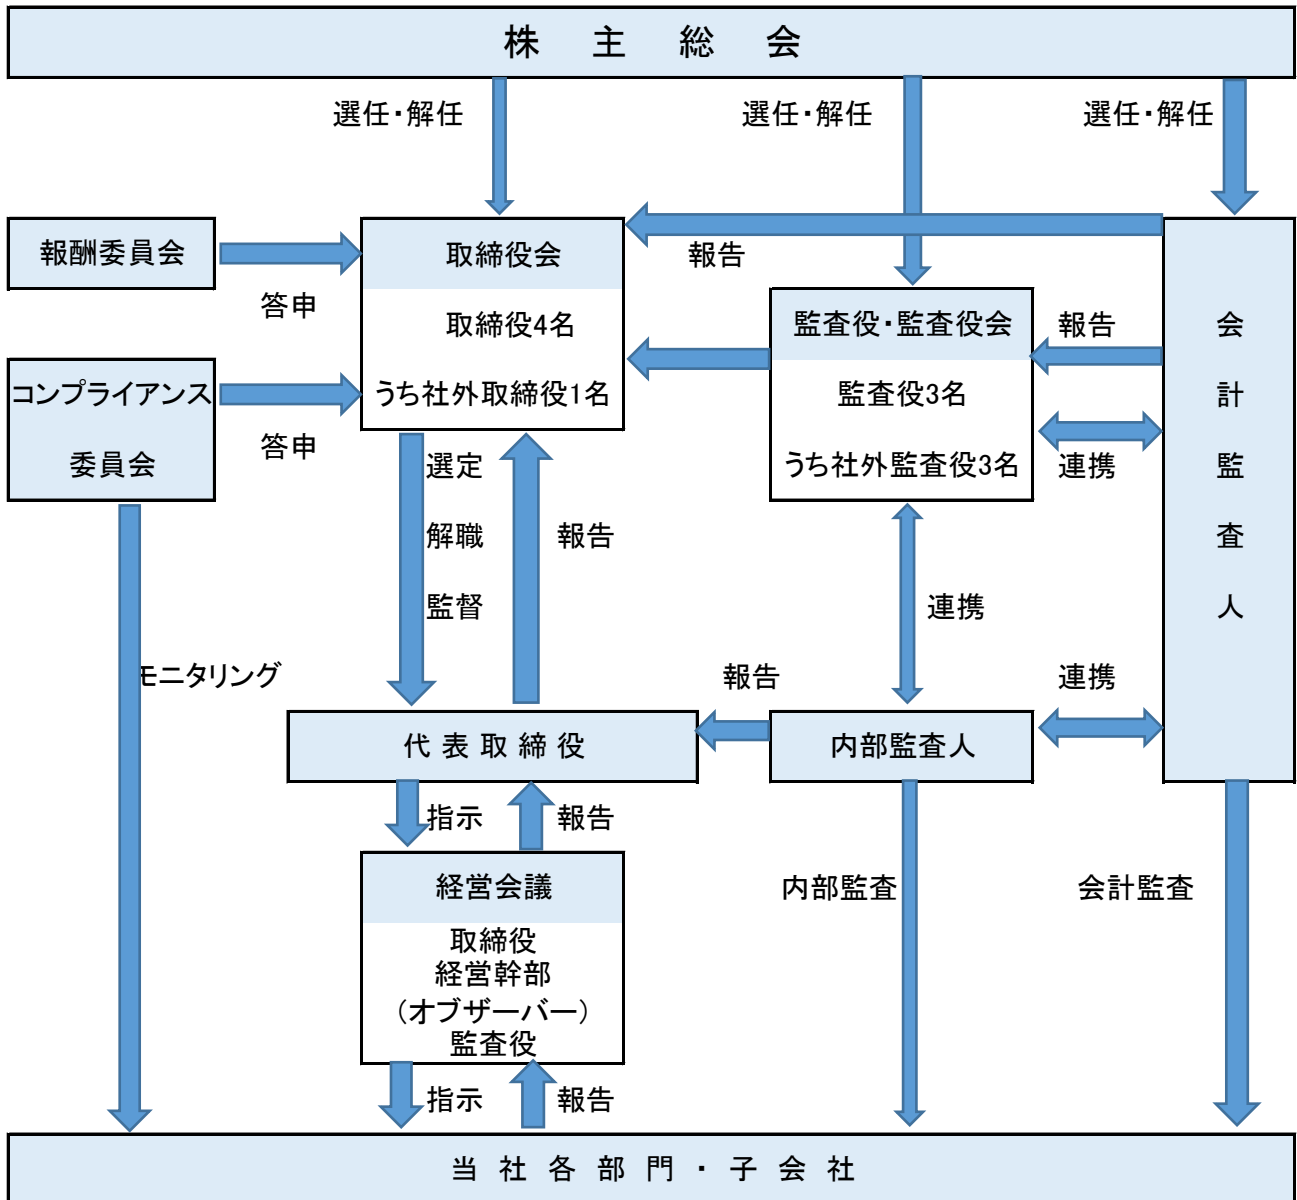 株主総会
選任・解任
選任・解任
選任・解任
報酬委員会
答申
取締役会
取締役4名
うち社外取締役1名
報告
監査役・監査役会
監査役3名
うち社外監査役3名
報告
連携
会計監査人
コンプライアンス
委員会
答申
選定
解職
監督
報告
連携
モニタリング
報告
連携
代表取締役
内部監査人
指示
報告
経営会議
取締役
経営幹部
(オブザーバー)
監査役
内部監査
会計監査
指示
報告
当社各部門・子会社